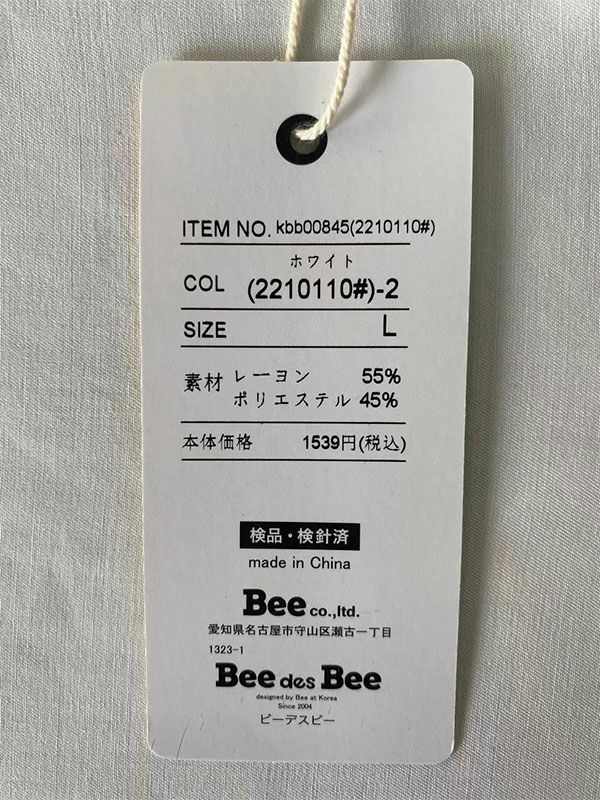 ITEM NO. kbb00845(2210110#)
ホワイト
COL (2210110#)-2
SIZE L
素材 レーヨン 55%
ポリエステル 45%
本体価格 1539円(税込)
検品・検針済
made in China
Bee co.,ltd.
愛知県名古屋市守山区瀬古一丁目
1323-1
Bee des Bee
designed by Bee at Korea
Since 2004
ビーデスビー